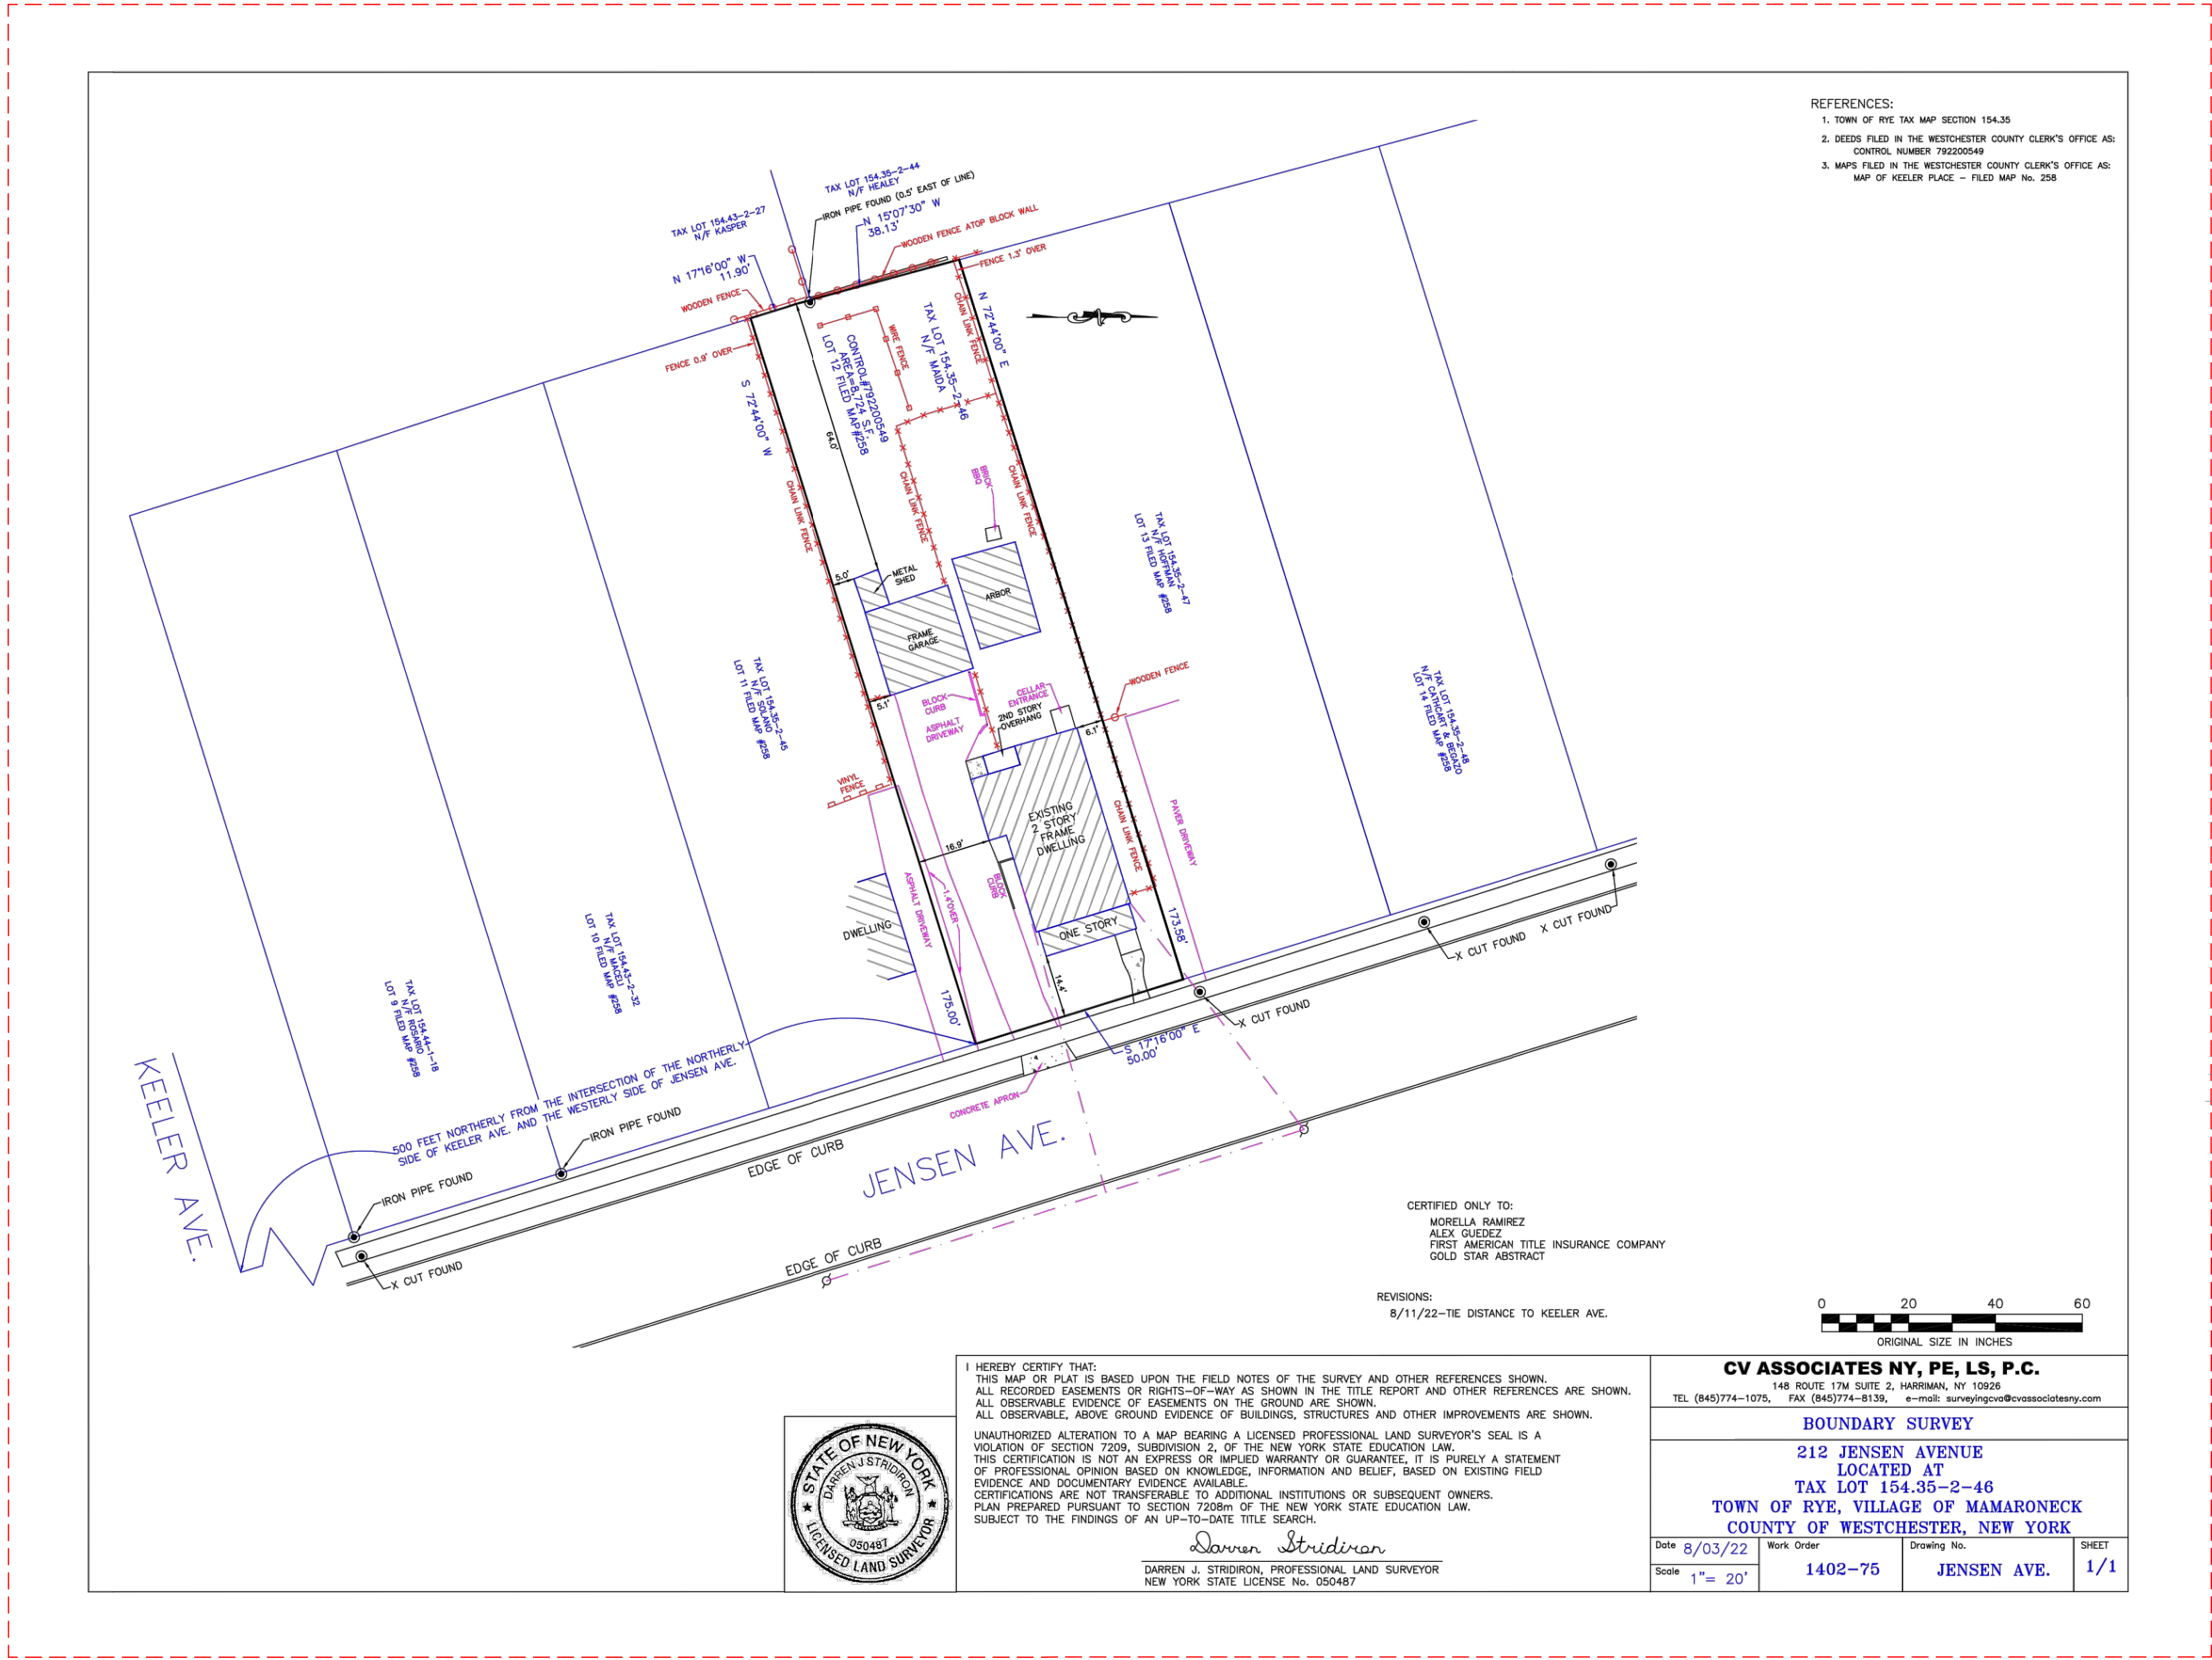 REFERENCES:
1. TOWN OF RYE TAX MAP SECTION 154.35
2. DEEDS FILED IN THE WESTCHESTER COUNTY CLERK'S OFFICE AS:
CONTROL NUMBER 792200549
3. MAPS FILED IN THE WESTCHESTER COUNTY CLERK'S OFFICE AS:
MAP OF KEELER PLACE – FILED MAP No. 258
TAX LOT 154.35-2-44
N/F HEALEY
IRON PIPE FOUND (0.5' EAST OF LINE)
TAX LOT 154.43-2-27
N/F KASPER
N 15°07'30" W
38.13'
WOODEN FENCE ATOP BLOCK WALL
FENCE 1.3' OVER
N 17°16'00" W
11.90'
WOODEN FENCE
FENCE 0.9' OVER
N 72°44'00" E
CHAIN LINK FENCE
TAX LOT 154.35-2-46
N/F MAIDA
WIRE FENCE
CONTROL#792200549
AREA=8,724 S.F.
LOT 12 FILED MAP#258
S 72°44'00" W
64.0'
CHAIN LINK FENCE
CHAIN LINK FENCE
CHAIN LINK FENCE
BRICK
BBQ
TAX LOT 154.35-2-47
N/F HOFFMAN
LOT 13 FILED MAP #258
5.0'
METAL
SHED
ARBOR
FRAME
GARAGE
TAX LOT 154.35-2-45
N/F SOLANO
LOT 11 FILED MAP #258
TAX LOT 154.35-2-48
N/F CATHCART & BEGAZO
LOT 14 FILED MAP #258
5.1'
BLOCK
CURB
CELLAR
ENTRANCE
WOODEN FENCE
ASPHALT
DRIVEWAY
2ND STORY
OVERHANG
6.1'
VINYL
FENCE
EXISTING
2 STORY
FRAME
DWELLING
CHAIN LINK FENCE
PAVER DRIVEWAY
16.9'
BLOCK
CURB
ASPHALT DRIVEWAY
1.4'OVER
DWELLING
ONE STORY
173.58'
14.4'
175.00'
TAX LOT 154.43-2-32
N/F MACELI
LOT 10 FILED MAP #258
TAX LOT 154.44-1-18
N/F ROSARIO
LOT 9 FILED MAP #258
X CUT FOUND
X CUT FOUND
X CUT FOUND
S 17°16'00" E
50.00'
500 FEET NORTHERLY FROM THE INTERSECTION OF THE NORTHERLY
SIDE OF KEELER AVE. AND THE WESTERLY SIDE OF JENSEN AVE.
CONCRETE APRON
IRON PIPE FOUND
IRON PIPE FOUND
X CUT FOUND
EDGE OF CURB
EDGE OF CURB
JENSEN AVE.
KEELER AVE.
CERTIFIED ONLY TO:
MORELLA RAMIREZ
ALEX GUEDEZ
FIRST AMERICAN TITLE INSURANCE COMPANY
GOLD STAR ABSTRACT
REVISIONS:
8/11/22–TIE DISTANCE TO KEELER AVE.
0 20 40 60
ORIGINAL SIZE IN INCHES
I HEREBY CERTIFY THAT:
THIS MAP OR PLAT IS BASED UPON THE FIELD NOTES OF THE SURVEY AND OTHER REFERENCES SHOWN.
ALL RECORDED EASEMENTS OR RIGHTS-OF-WAY AS SHOWN IN THE TITLE REPORT AND OTHER REFERENCES ARE SHOWN.
ALL OBSERVABLE EVIDENCE OF EASEMENTS ON THE GROUND ARE SHOWN.
ALL OBSERVABLE, ABOVE GROUND EVIDENCE OF BUILDINGS, STRUCTURES AND OTHER IMPROVEMENTS ARE SHOWN.
UNAUTHORIZED ALTERATION TO A MAP BEARING A LICENSED PROFESSIONAL LAND SURVEYOR'S SEAL IS A
VIOLATION OF SECTION 7209, SUBDIVISION 2, OF THE NEW YORK STATE EDUCATION LAW.
THIS CERTIFICATION IS NOT AN EXPRESS OR IMPLIED WARRANTY OR GUARANTEE, IT IS PURELY A STATEMENT
OF PROFESSIONAL OPINION BASED ON KNOWLEDGE, INFORMATION AND BELIEF, BASED ON EXISTING FIELD
EVIDENCE AND DOCUMENTARY EVIDENCE AVAILABLE.
CERTIFICATIONS ARE NOT TRANSFERABLE TO ADDITIONAL INSTITUTIONS OR SUBSEQUENT OWNERS.
PLAN PREPARED PURSUANT TO SECTION 7208m OF THE NEW YORK STATE EDUCATION LAW.
SUBJECT TO THE FINDINGS OF AN UP-TO-DATE TITLE SEARCH.
Darren Stridiron
DARREN J. STRIDIRON, PROFESSIONAL LAND SURVEYOR
NEW YORK STATE LICENSE No. 050487
STATE OF NEW YORK
DARREN J STRIDIRON
050487
LICENSED LAND SURVEYOR
CV ASSOCIATES NY, PE, LS, P.C.
148 ROUTE 17M SUITE 2, HARRIMAN, NY 10926
TEL (845)774-1075, FAX (845)774-8139, e-mail: surveyingcva@cvassociatesny.com
BOUNDARY SURVEY
212 JENSEN AVENUE
LOCATED AT
TAX LOT 154.35-2-46
TOWN OF RYE, VILLAGE OF MAMARONECK
COUNTY OF WESTCHESTER, NEW YORK
Date 8/03/22
Scale 1"= 20'
Work Order
1402-75
Drawing No.
JENSEN AVE.
SHEET
1/1